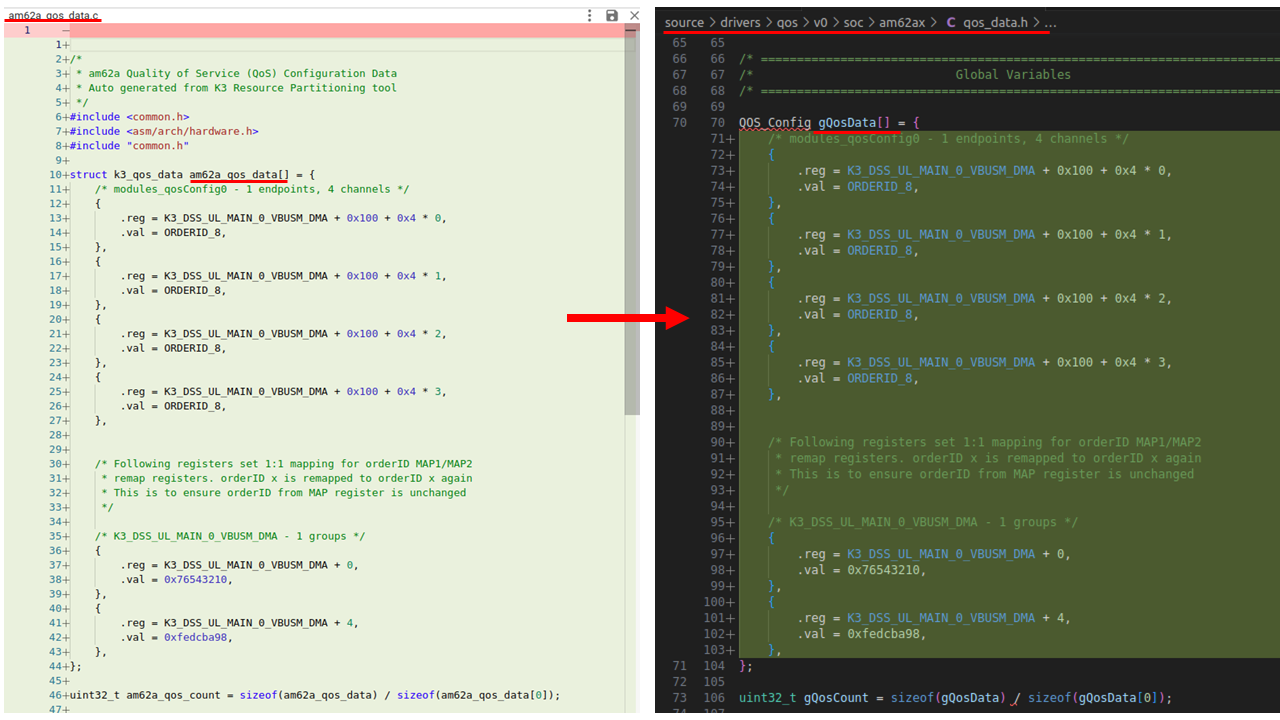 am62a_qos_data.c
1 −
1+
2+/*
3+ * am62a Quality of Service (QoS) Configuration Data
4+ * Auto generated from K3 Resource Partitioning tool
5+ */
6+#include <common.h>
7+#include <asm/arch/hardware.h>
8+#include "common.h"
9+
10+struct k3_qos_data am62a_qos_data[] = {
11+    /* modules_qosConfig0 - 1 endpoints, 4 channels */
12+    {
13+        .reg = K3_DSS_UL_MAIN_0_VBUSM_DMA + 0x100 + 0x4 * 0,
14+        .val = ORDERID_8,
15+    },
16+    {
17+        .reg = K3_DSS_UL_MAIN_0_VBUSM_DMA + 0x100 + 0x4 * 1,
18+        .val = ORDERID_8,
19+    },
20+    {
21+        .reg = K3_DSS_UL_MAIN_0_VBUSM_DMA + 0x100 + 0x4 * 2,
22+        .val = ORDERID_8,
23+    },
24+    {
25+        .reg = K3_DSS_UL_MAIN_0_VBUSM_DMA + 0x100 + 0x4 * 3,
26+        .val = ORDERID_8,
27+    },
28+
29+
30+    /* Following registers set 1:1 mapping for orderID MAP1/MAP2
31+     * remap registers. orderID x is remapped to orderID x again
32+     * This is to ensure orderID from MAP register is unchanged
33+     */
34+
35+    /* K3_DSS_UL_MAIN_0_VBUSM_DMA - 1 groups */
36+    {
37+        .reg = K3_DSS_UL_MAIN_0_VBUSM_DMA + 0,
38+        .val = 0x76543210,
39+    },
40+    {
41+        .reg = K3_DSS_UL_MAIN_0_VBUSM_DMA + 4,
42+        .val = 0xfedcba98,
43+    },
44+};
45+
46+uint32_t am62a_qos_count = sizeof(am62a_qos_data) / sizeof(am62a_qos_data[0]);
47+
source > drivers > qos > v0 > soc > am62ax > C qos_data.h > ...
65 65
66 66 /* ==========================================================================
67 67 /*                             Global Variables
68 68 /* ==========================================================================
69 69
70 70 QOS_Config gQosData[] = {
71+    /* modules_qosConfig0 - 1 endpoints, 4 channels */
72+    {
73+        .reg = K3_DSS_UL_MAIN_0_VBUSM_DMA + 0x100 + 0x4 * 0,
74+        .val = ORDERID_8,
75+    },
76+    {
77+        .reg = K3_DSS_UL_MAIN_0_VBUSM_DMA + 0x100 + 0x4 * 1,
78+        .val = ORDERID_8,
79+    },
80+    {
81+        .reg = K3_DSS_UL_MAIN_0_VBUSM_DMA + 0x100 + 0x4 * 2,
82+        .val = ORDERID_8,
83+    },
84+    {
85+        .reg = K3_DSS_UL_MAIN_0_VBUSM_DMA + 0x100 + 0x4 * 3,
86+        .val = ORDERID_8,
87+    },
88+
89+
90+    /* Following registers set 1:1 mapping for orderID MAP1/MAP2
91+     * remap registers. orderID x is remapped to orderID x again
92+     * This is to ensure orderID from MAP register is unchanged
93+     */
94+
95+    /* K3_DSS_UL_MAIN_0_VBUSM_DMA - 1 groups */
96+    {
97+        .reg = K3_DSS_UL_MAIN_0_VBUSM_DMA + 0,
98+        .val = 0x76543210,
99+    },
100+    {
101+        .reg = K3_DSS_UL_MAIN_0_VBUSM_DMA + 4,
102+        .val = 0xfedcba98,
103+    },
71 104 };
72 105
73 106 uint32_t gQosCount = sizeof(gQosData) / sizeof(gQosData[0]);
74 107